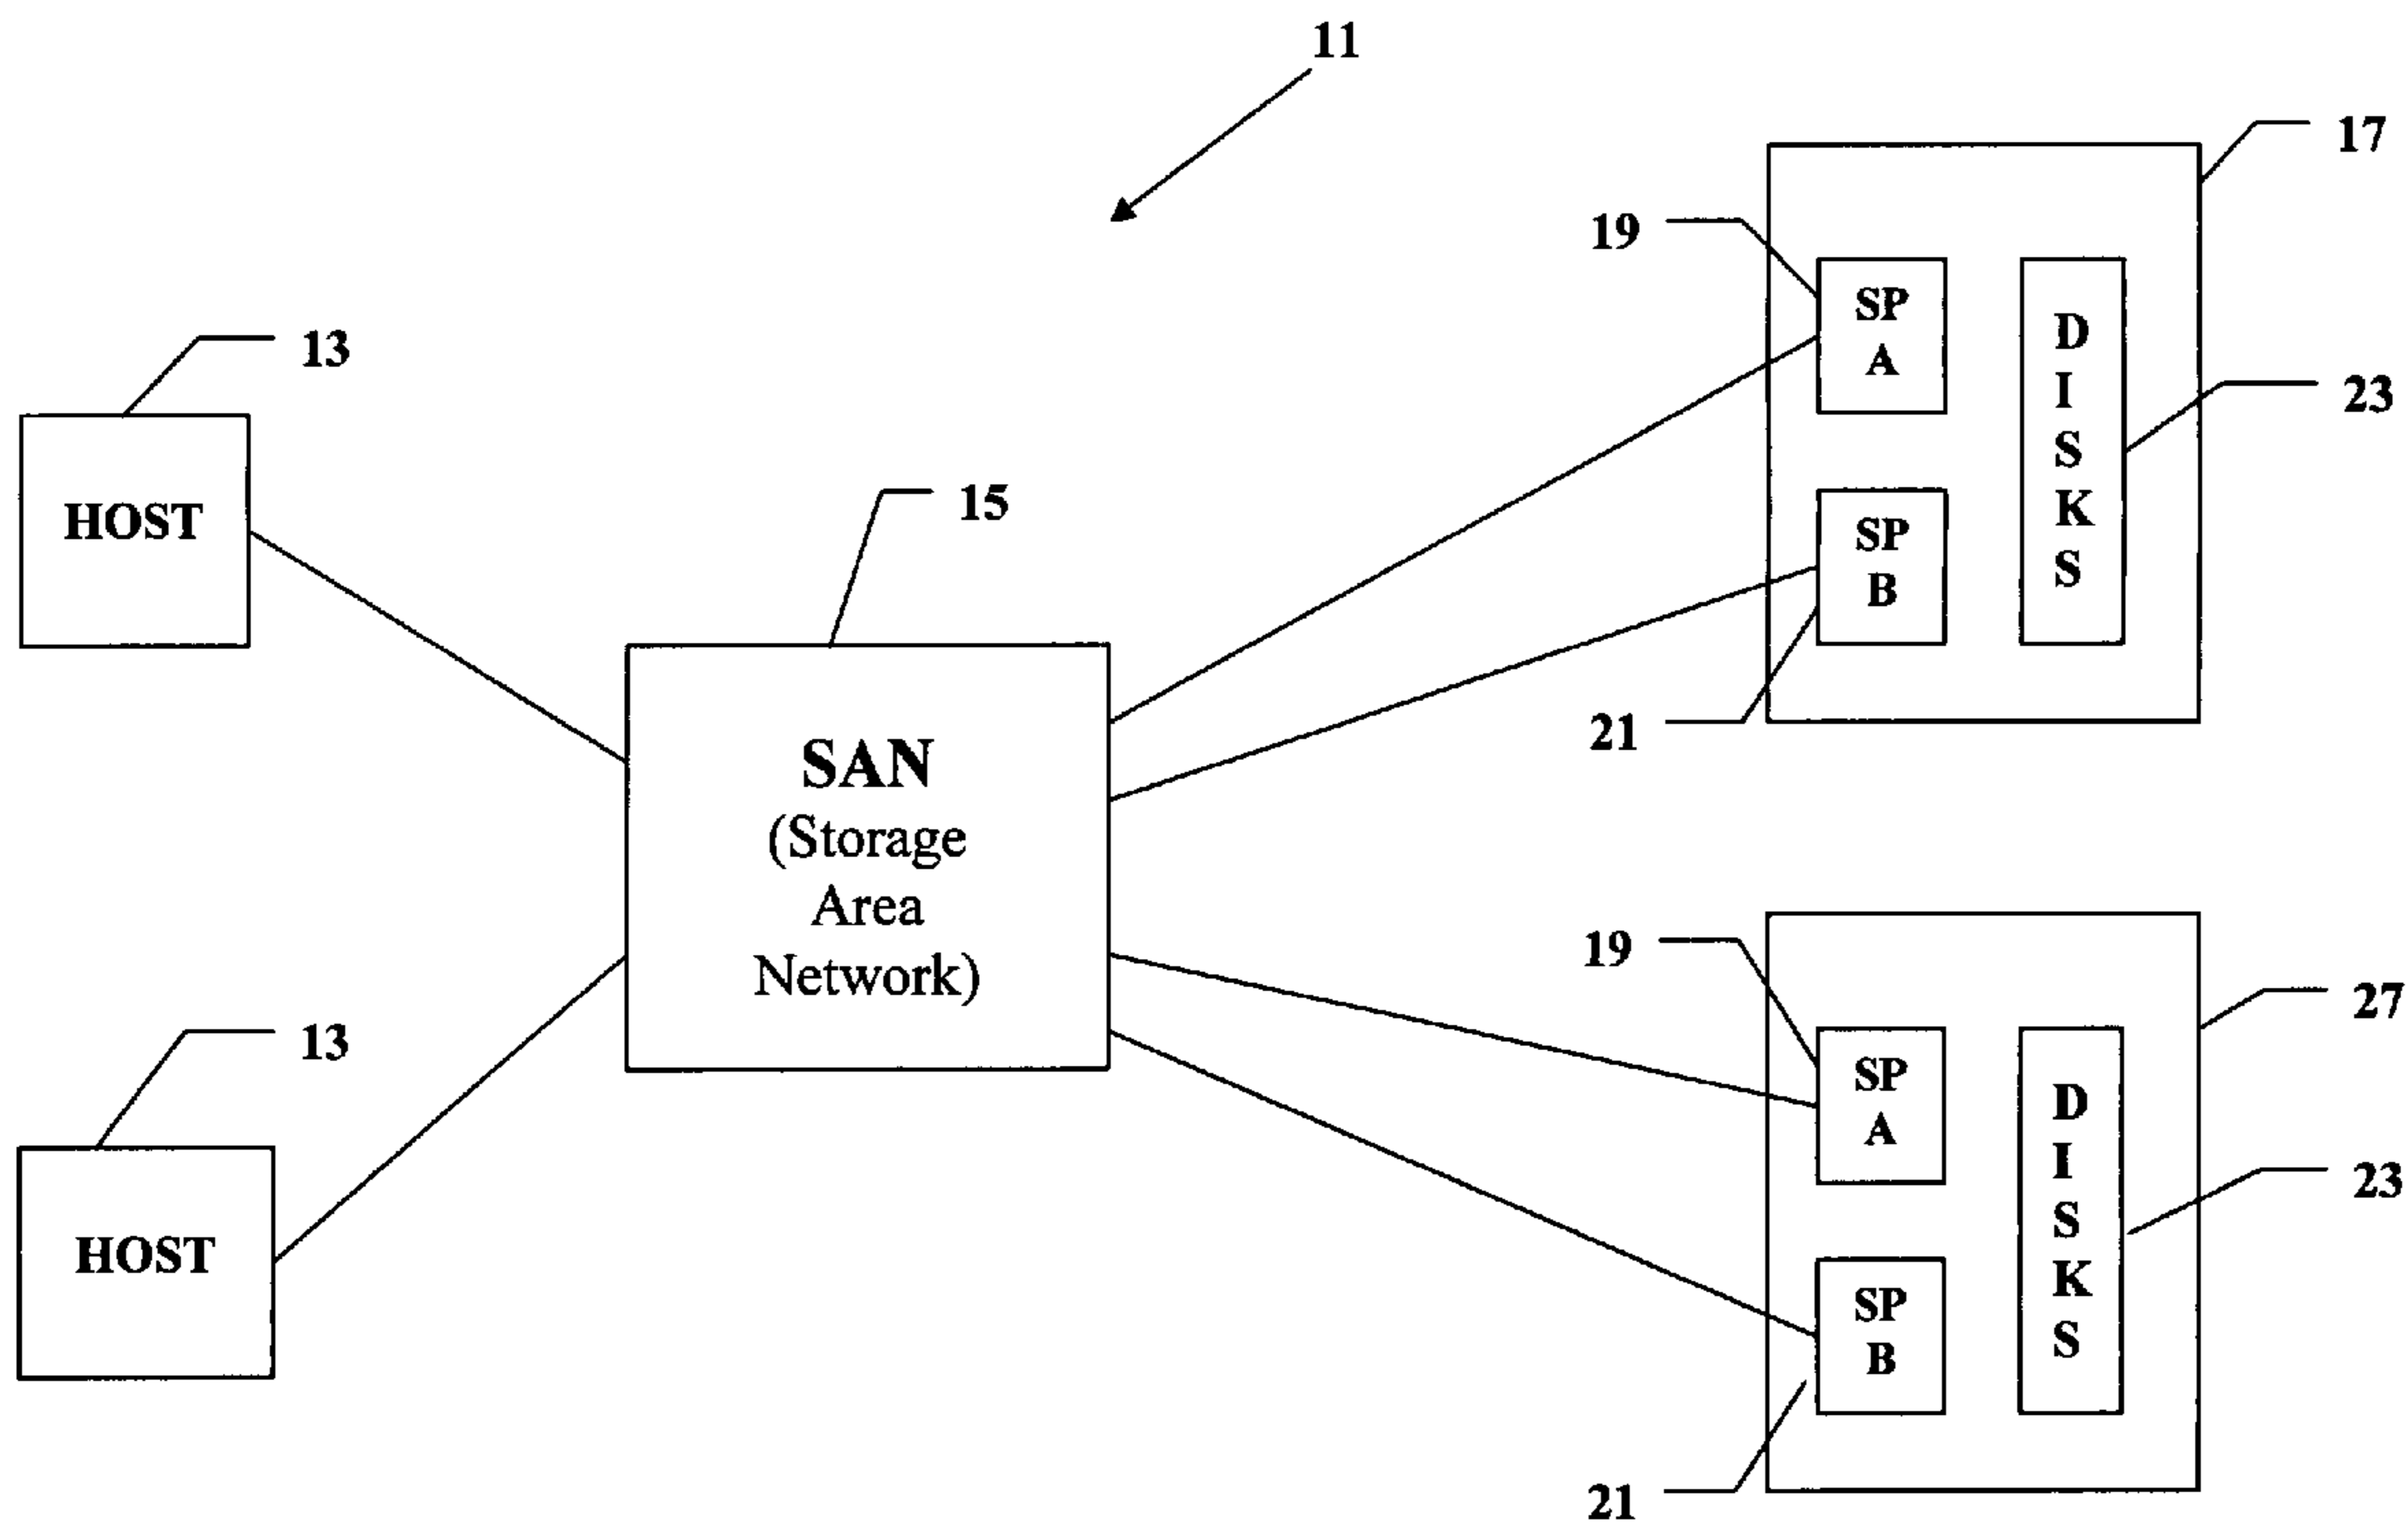 11
17
19
SP
A
D
I
S
K
S
23
SP
B
21
13
HOST
15
SAN
(Storage
Area
Network)
13
HOST
19
27
SP
A
D
I
S
K
S
23
SP
B
21